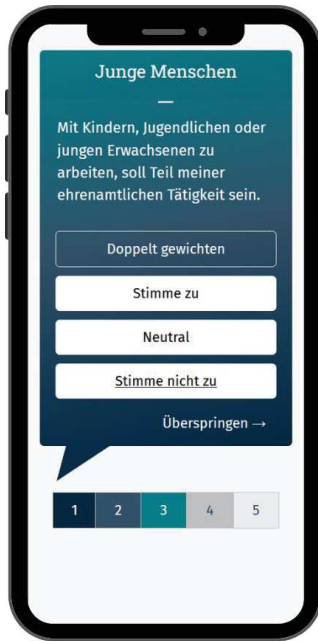 Junge Menschen
Mit Kindern, Jugendlichen oder
jungen Erwachsenen zu
arbeiten, soll Teil meiner
ehrenamtlichen Tätigkeit sein.
Doppelt gewichten
Stimme zu
Neutral
Stimme nicht zu
Überspringen →
1 2 3 4 5